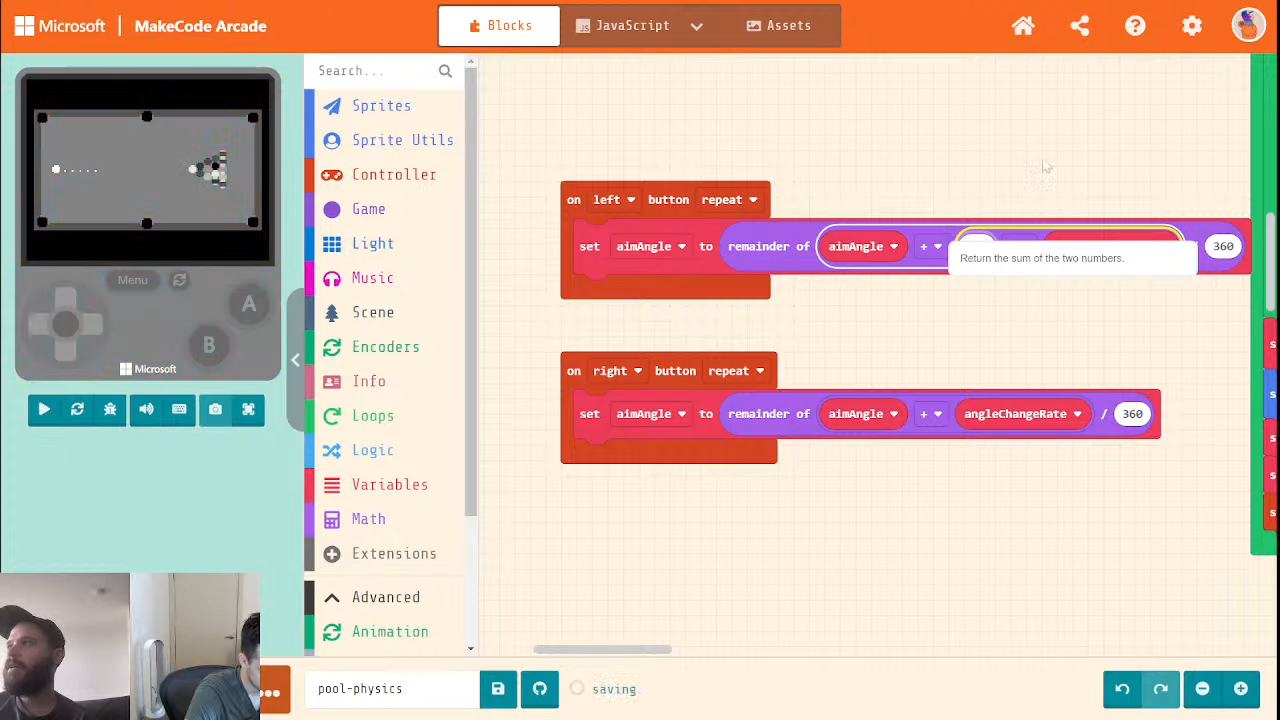 Microsoft | MakeCode Arcade
Blocks
JavaScript
Assets
Search...
Sprites
Sprite Utils
Controller
Game
Light
Music
Scene
Encoders
Info
Loops
Logic
Variables
Math
Extensions
Advanced
Animation
Menu
A
B
Microsoft
on left button repeat
set aimAngle to remainder of aimAngle + 360
Return the sum of the two numbers.
on right button repeat
set aimAngle to remainder of aimAngle + angleChangeRate / 360
s
s
s
s
pool-physics
saving